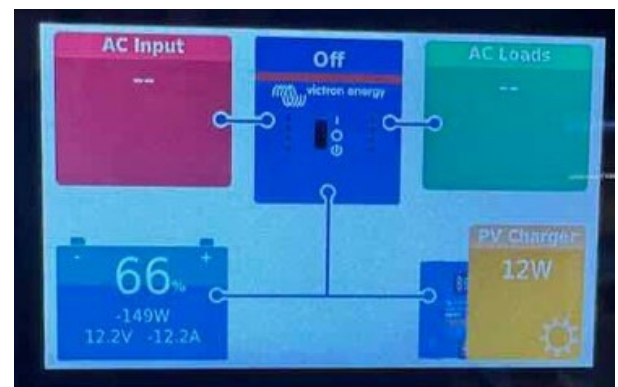 AC Input
--
Off
victron energy
AC Loads
--
66%
-149W
12.2V -12.2A
PV Charger
12W